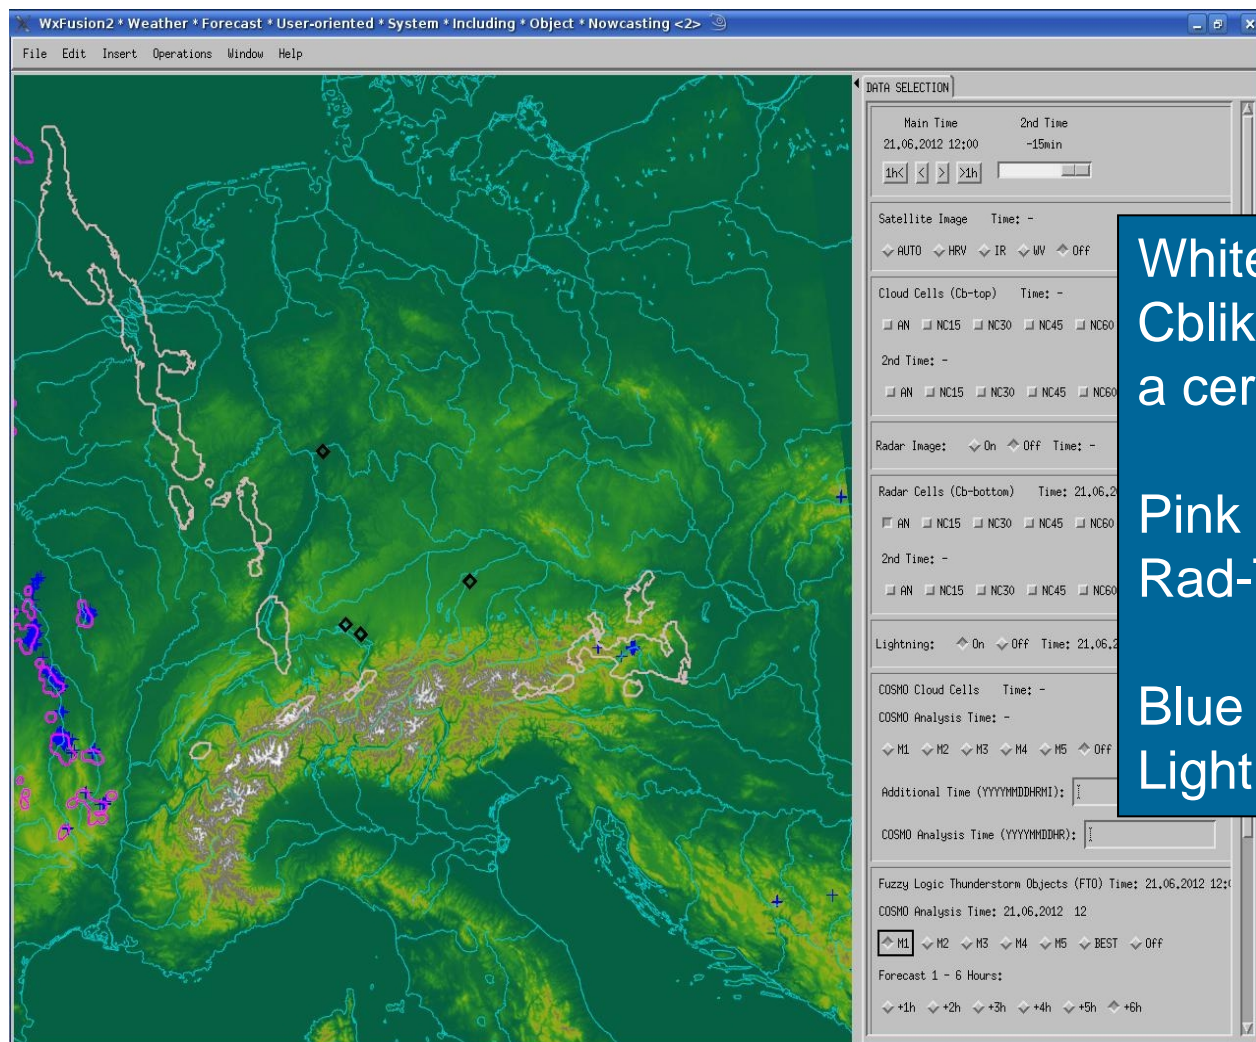 WxFusion2 * Weather * Forecast * User-oriented * System * Including * Object * Nowcasting <2>
File Edit Insert Operations Window Help
DATA SELECTION
Main Time 2nd Time
21.06.2012 12:00 -15min
1h< < > >1h
Satellite Image Time: -
AUTO HRV IR WV Off
Cloud Cells (Cb-top) Time: -
AN NC15 NC30 NC45 NC60
2nd Time: -
AN NC15 NC30 NC45 NC60
Radar Image: On Off Time: -
Radar Cells (Cb-bottom) Time: 21.06.2
AN NC15 NC30 NC45 NC60
2nd Time: -
AN NC15 NC30 NC45 NC60
Lightning: On Off Time: 21.06.2
COSMO Cloud Cells Time: -
COSMO Analysis Time: -
M1 M2 M3 M4 M5 Off
Additional Time (YYYYMMDDHRMI):
COSMO Analysis Time (YYYYMMDDHR):
Fuzzy Logic Thunderstorm Objects (FTO) Time: 21.06.2012 12:
COSMO Analysis Time: 21.06.2012 12
M1 M2 M3 M4 M5 BEST Off
Forecast 1 - 6 Hours:
+1h +2h +3h +4h +5h +6h
White
Cblik
a cer
Pink
Rad-
Blue
Light